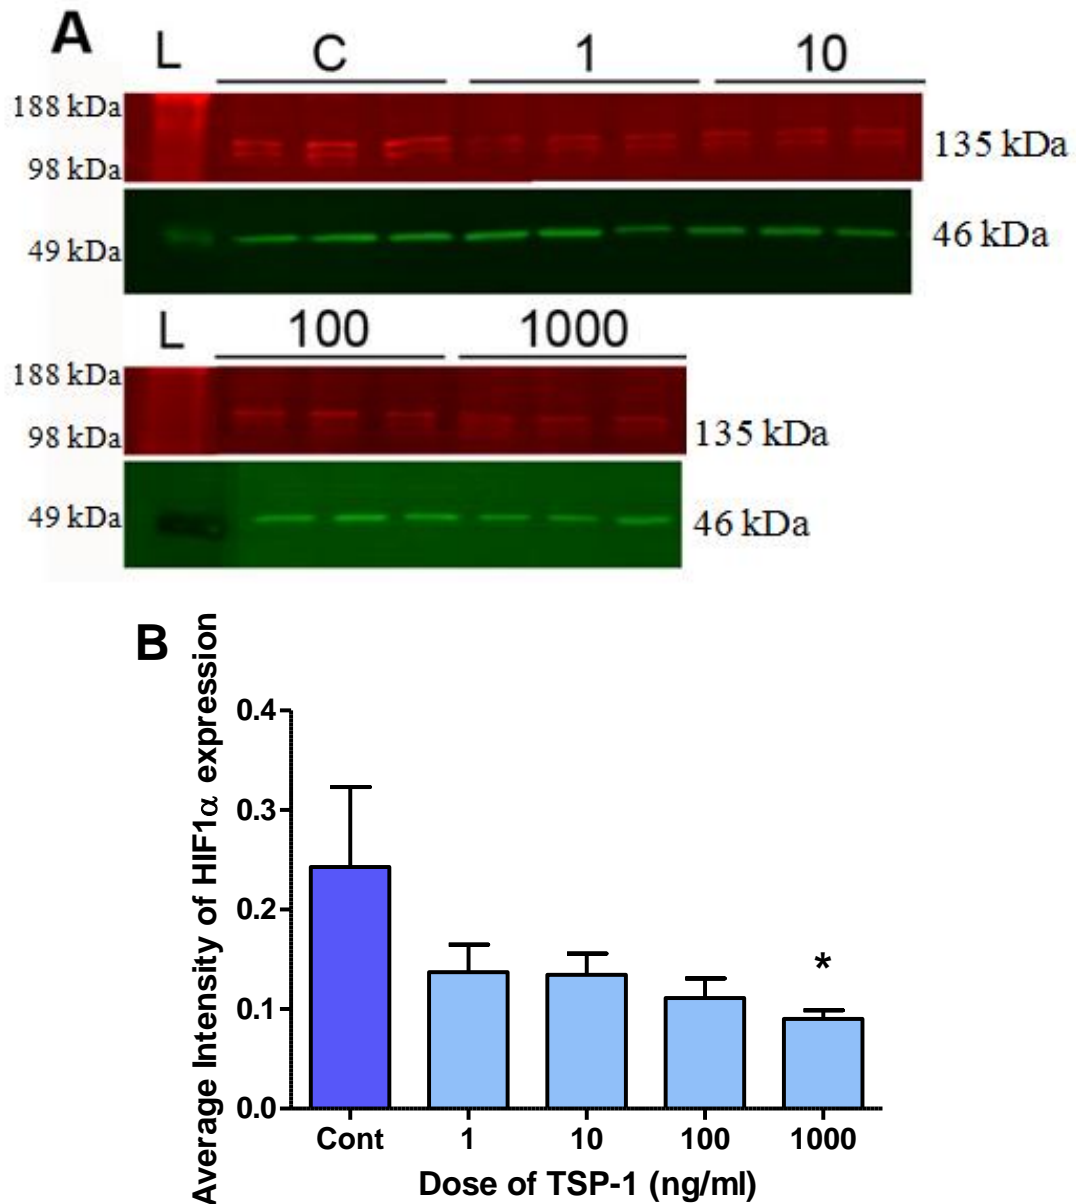 A
L C 1 10
188 kDa
98 kDa
135 kDa
49 kDa
46 kDa
L 100 1000
188 kDa
98 kDa
135 kDa
49 kDa
46 kDa
B
Average Intensity of HIF1α expression
0.4
0.3
0.2
0.1
0.0
*
Cont 1 10 100 1000
Dose of TSP-1 (ng/ml)